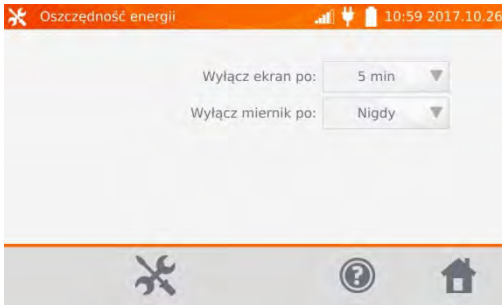 Oszczędność energii 10:59 2017.10.26
Wyłącz ekran po: 5 min
Wyłącz miernik po: Nigdy